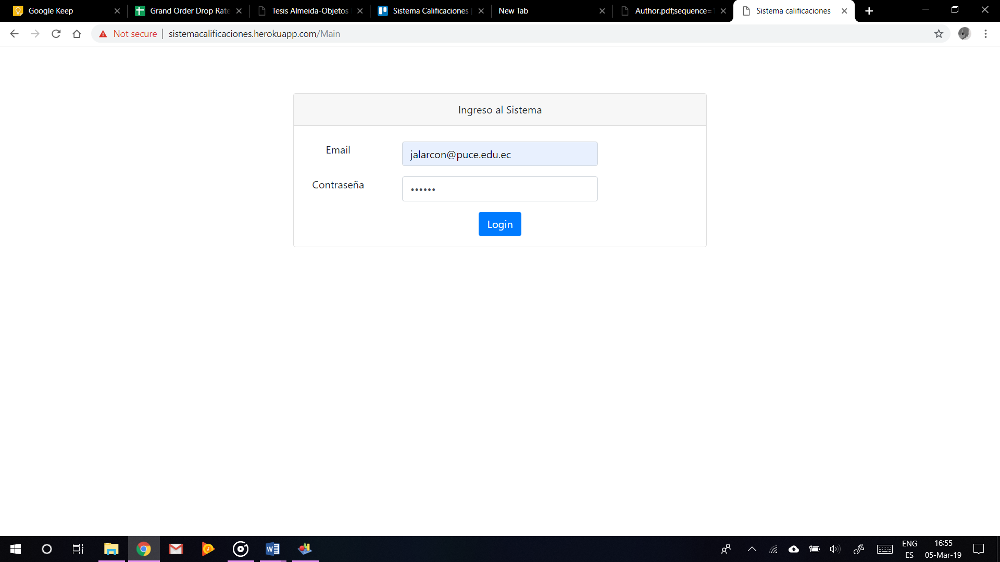 Google Keep
Grand Order Drop Rate
Tesis Almeida-Objetos
Sistema Calificaciones
New Tab
Author.pdf;sequence=
Sistema calificaciones
Not secure | sistemacalificaciones.herokuapp.com/Main
Ingreso al Sistema
Email
jalarcon@puce.edu.ec
Contraseña
••••••
Login
ENG
ES
16:55
05-Mar-19